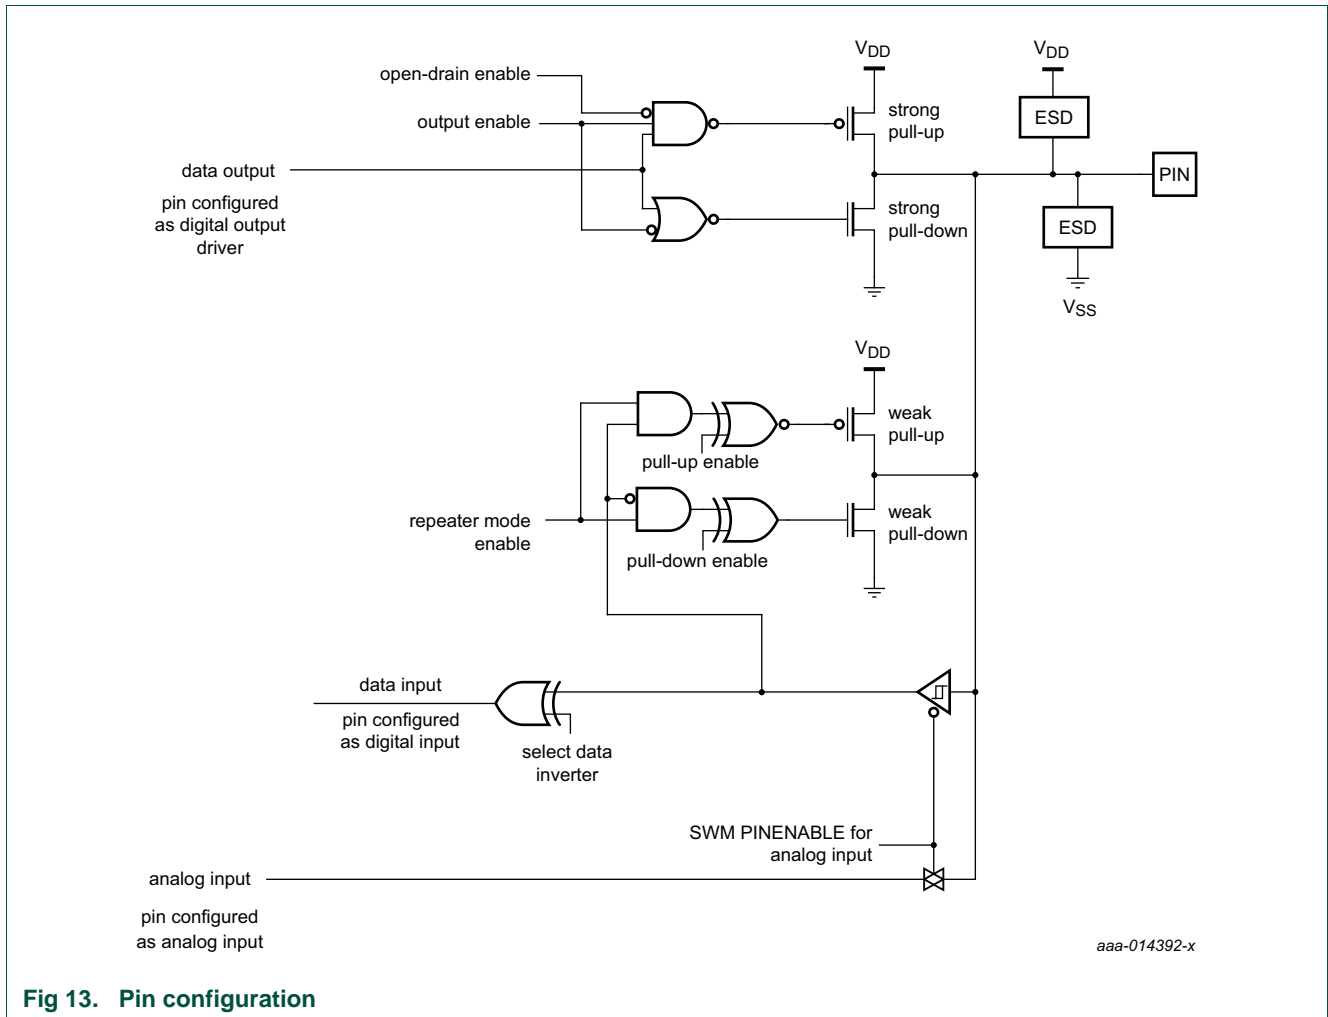 VDD
VDD
open-drain enable
strong
pull-up
ESD
output enable
data output
PIN
pin configured
as digital output
driver
strong
pull-down
ESD
VSS
VDD
weak
pull-up
pull-up enable
repeater mode
enable
weak
pull-down
pull-down enable
data input
pin configured
as digital input
select data
inverter
SWM PINENABLE for
analog input
analog input
pin configured
as analog input
aaa-014392-x
Fig 13. Pin configuration